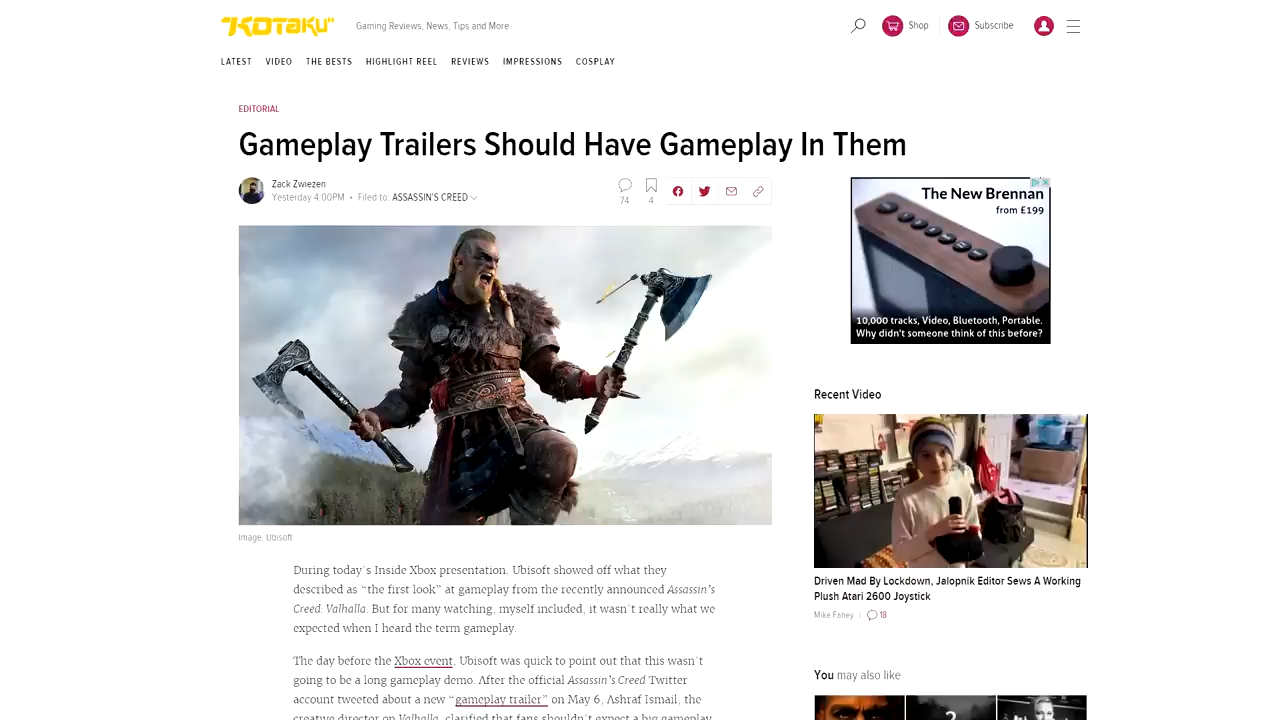 KOTAKU
Gaming Reviews, News, Tips and More.
Shop
Subscribe
LATEST VIDEO THE BESTS HIGHLIGHT REEL REVIEWS IMPRESSIONS COSPLAY
EDITORIAL
Gameplay Trailers Should Have Gameplay In Them
Zack Zwiezen
Yesterday 4:00PM • Filed to: ASSASSIN'S CREED
74
4
Image: Ubisoft
During today's Inside Xbox presentation, Ubisoft showed off what they
described as “the first look” at gameplay from the recently announced Assassin's
Creed: Valhalla. But for many watching, myself included, it wasn't really what we
expected when I heard the term gameplay.
The day before the Xbox event, Ubisoft was quick to point out that this wasn't
going to be a long gameplay demo. After the official Assassin's Creed Twitter
account tweeted about a new “gameplay trailer” on May 6, Ashraf Ismail, the
creative director on Valhalla, clarified that fans shouldn't expect a big gameplay
The New Brennan
from £199
10,000 tracks, Video, Bluetooth, Portable.
Why didn't someone think of this before?
Recent Video
Driven Mad By Lockdown, Jalopnik Editor Sews A Working
Plush Atari 2600 Joystick
Mike Fahey
18
You may also like
?